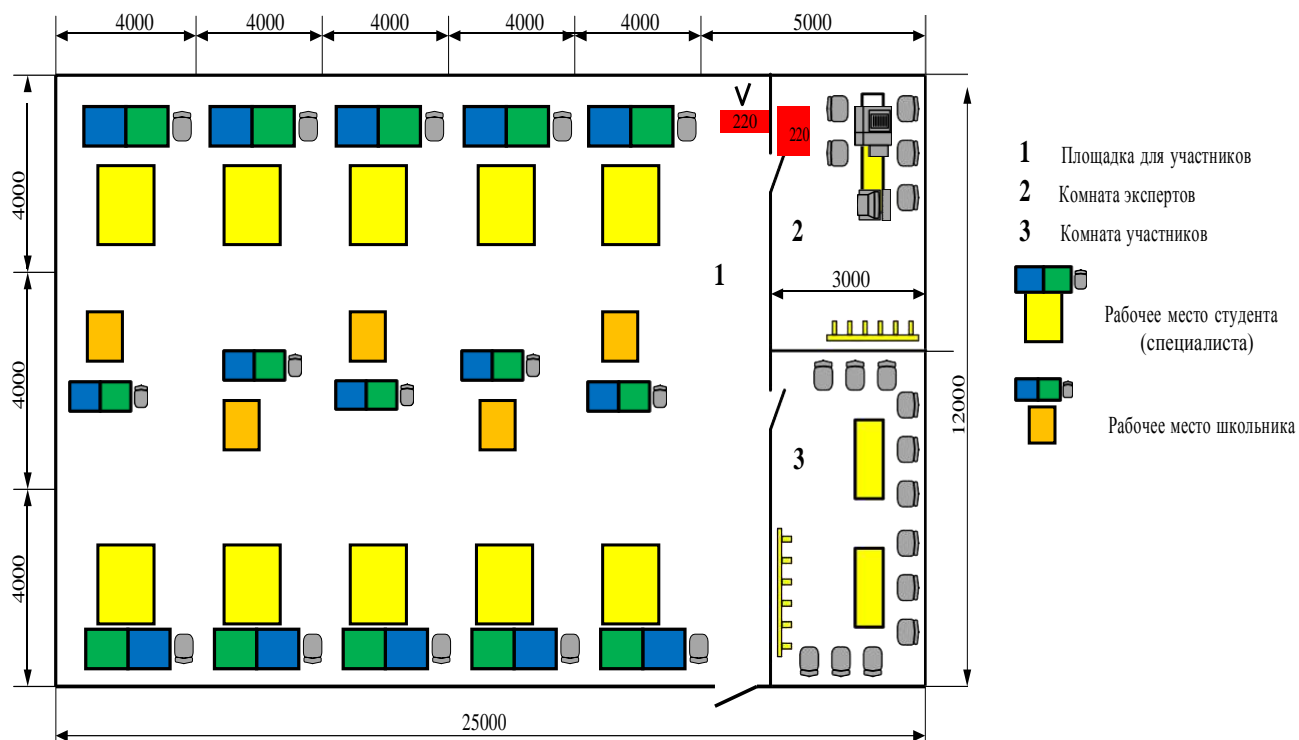 4000
4000
4000
4000
4000
5000
220
220
4000
2
1
3000
4000
12000
3
4000
25000
1 Площадка для участников
2 Комната экспертов
3 Комната участников
Рабочее место студента
(специалиста)
Рабочее место школьника